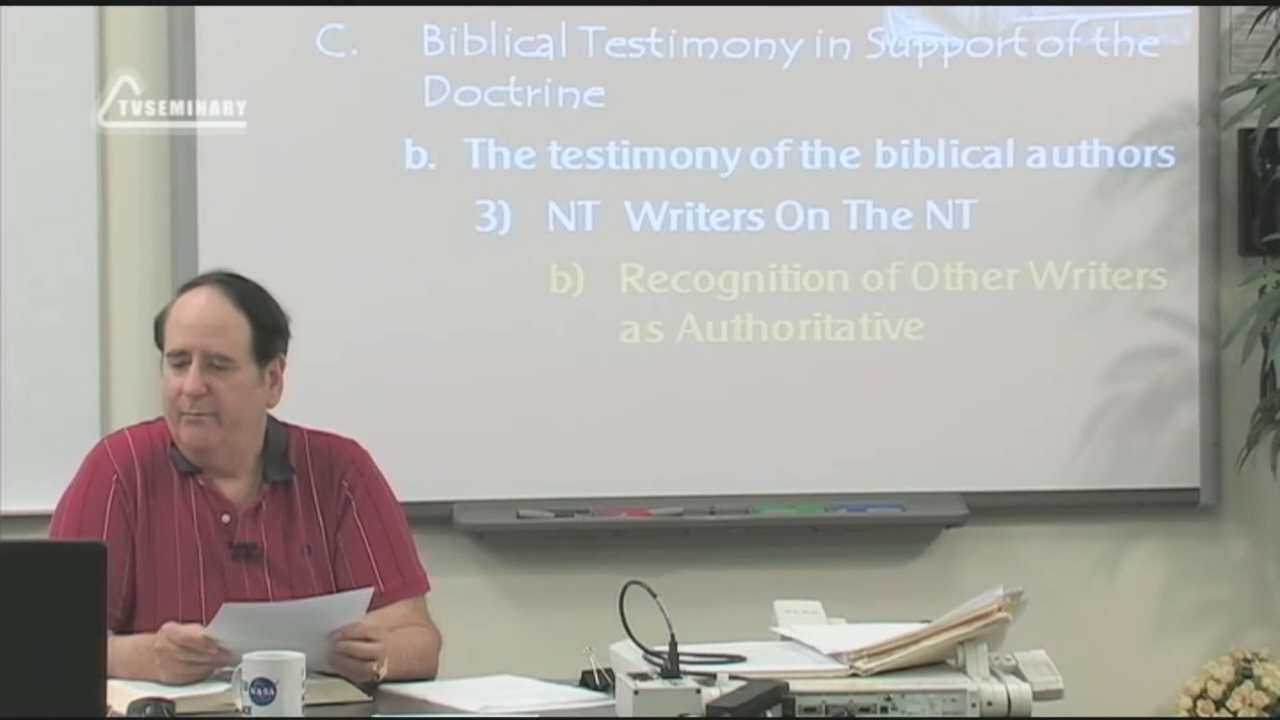 C. Biblical Testimony in Support of the
Doctrine
TVSEMINARY
b. The testimony of the biblical authors
3) NT Writers On The NT
b) Recognition of Other Writers
as Authoritative
NASA